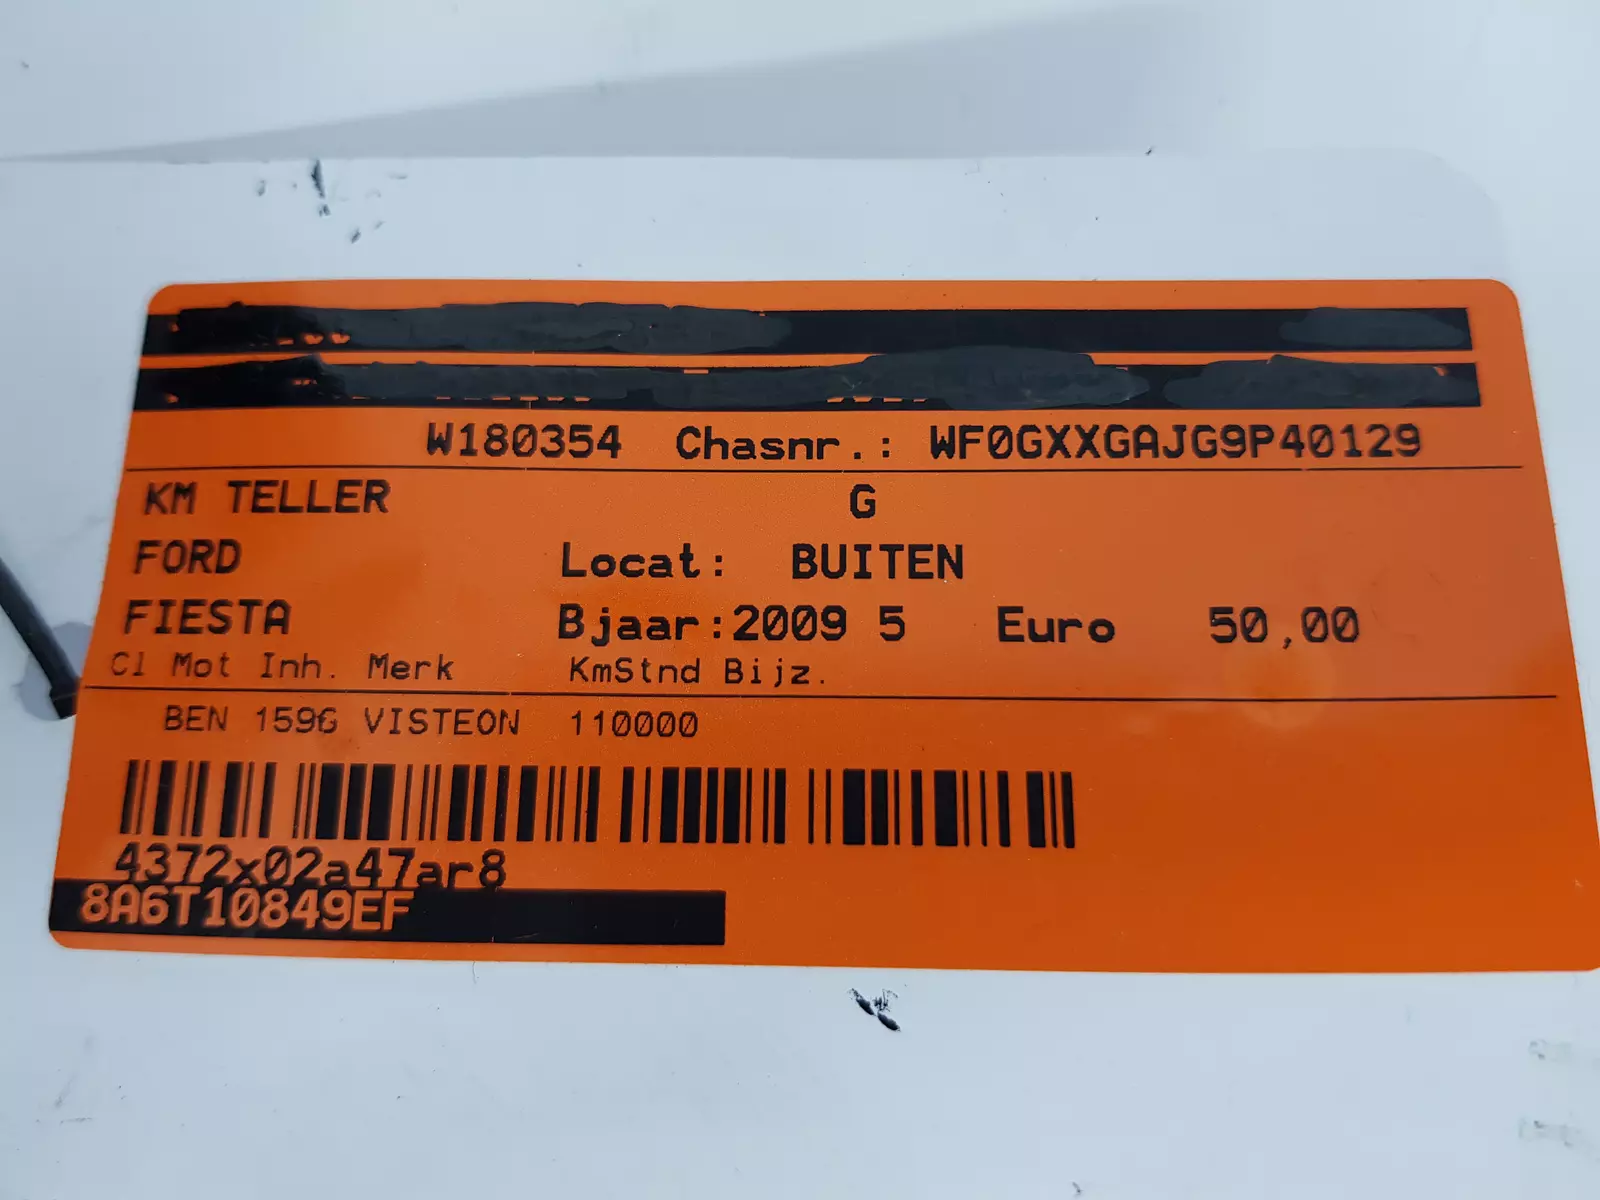 W180354 Chasnr.: WF0GXXGAJG9P40129
KM TELLER G
FORD Locat: BUITEN
FIESTA Bjaar:2009 5 Euro 50,00
Cl Mot Inh. Merk KmStnd Bijz.
BEN 1596 VISTEON 110000
4372x02a47ar8
8A6T10849EF